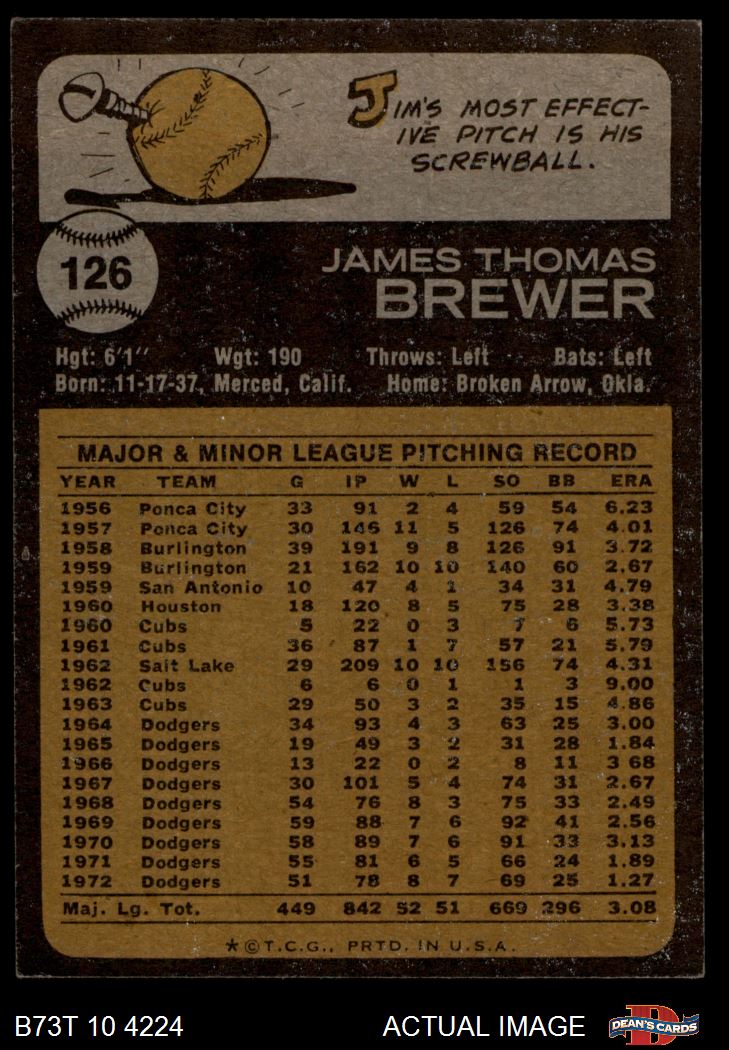 JIM'S MOST EFFECT-
IVE PITCH IS HIS
SCREWBALL.
126
JAMES THOMAS
BREWER
Hgt: 6'1" Wgt: 190 Throws: Left Bats: Left
Born: 11-17-37, Merced, Calif. Home: Broken Arrow, Okla.
MAJOR & MINOR LEAGUE PITCHING RECORD
YEAR TEAM G IP W L SO BB ERA
1956 Ponca City 33 91 2 4 59 54 6.23
1957 Ponca City 30 146 11 5 126 74 4.01
1958 Burlington 39 191 9 8 126 91 3.72
1959 Burlington 21 162 10 10 140 60 2.67
1959 San Antonio 10 47 4 1 34 31 4.79
1960 Houston 18 120 8 5 75 28 3.38
1960 Cubs 5 22 0 3 7 6 5.73
1961 Cubs 36 87 1 7 57 21 5.79
1962 Salt Lake 29 209 10 10 156 74 4.31
1962 Cubs 6 6 0 1 1 3 9.00
1963 Cubs 29 50 3 2 35 15 4.86
1964 Dodgers 34 93 4 3 63 25 3.00
1965 Dodgers 19 49 3 2 31 28 1.84
1966 Dodgers 13 22 0 2 8 11 3 68
1967 Dodgers 30 101 5 4 74 31 2.67
1968 Dodgers 54 76 8 3 75 33 2.49
1969 Dodgers 59 88 7 6 92 41 2.56
1970 Dodgers 58 89 7 6 91 33 3.13
1971 Dodgers 55 81 6 5 66 24 1.89
1972 Dodgers 51 78 8 7 69 25 1.27
Maj. Lg. Tot. 449 842 52 51 669 296 3.08
★ © T.C.G., PRTD. IN U.S.A.
B73T 10 4224 ACTUAL IMAGE D DEAN'S CARDS